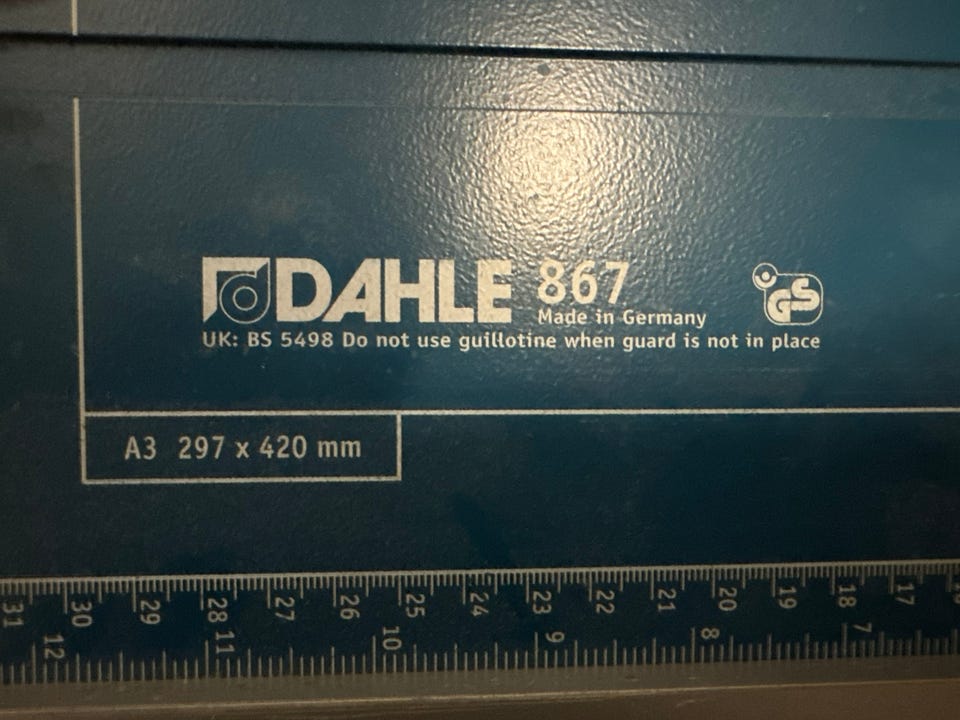 DAHLE 867
Made in Germany
GS
UK: BS 5498 Do not use guillotine when guard is not in place
A3 297 x 420 mm
31 30 29 28 27 26 25 24 23 22 21 20 19 18 17
12 11 10 9 8 7